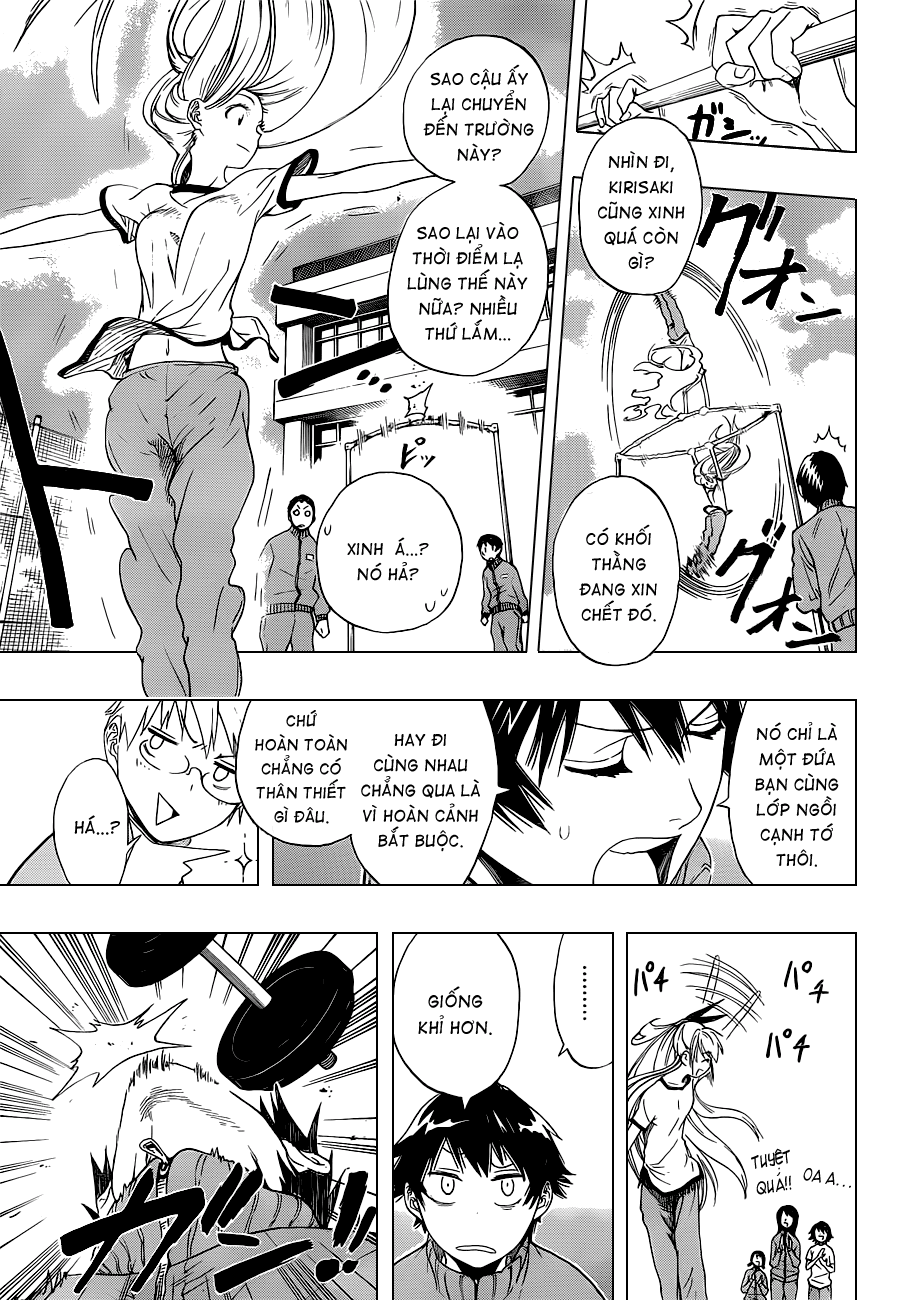 ガシッ
NHÌN ĐI,
KIRISAKI
CŨNG XINH
QUÁ CÒN
GÌ?
グオン
CÓ KHỐI
THẰNG
ĐANG XIN
CHẾT ĐÓ.
グオン
SAO CẬU ẤY
LẠI CHUYỂN
ĐẾN TRƯỜNG
NÀY?
SAO LẠI VÀO
THỜI ĐIỂM LẠ
LÙNG THẾ NÀY
NỮA? NHIỀU
THỨ LẮM...
ピッ
XINH Á...?
NÓ HẢ?
NÓ CHỈ LÀ
MỘT ĐỨA
BẠN CÙNG
LỚP NGỒI
CẠNH TỚ
THÔI.
HAY ĐI
CÙNG NHAU
CHẲNG QUA LÀ
VÌ HOÀN CẢNH
BẮT BUỘC.
CHỨ
HOÀN TOÀN
CHẲNG CÓ
THÂN THIẾT
GÌ ĐÂU.
HÁ...?
パチ
パチ
パチ
TUYỆT
QUÁ!!
OA A...
.........
GIỐNG
KHỈ HƠN.
ガン!!